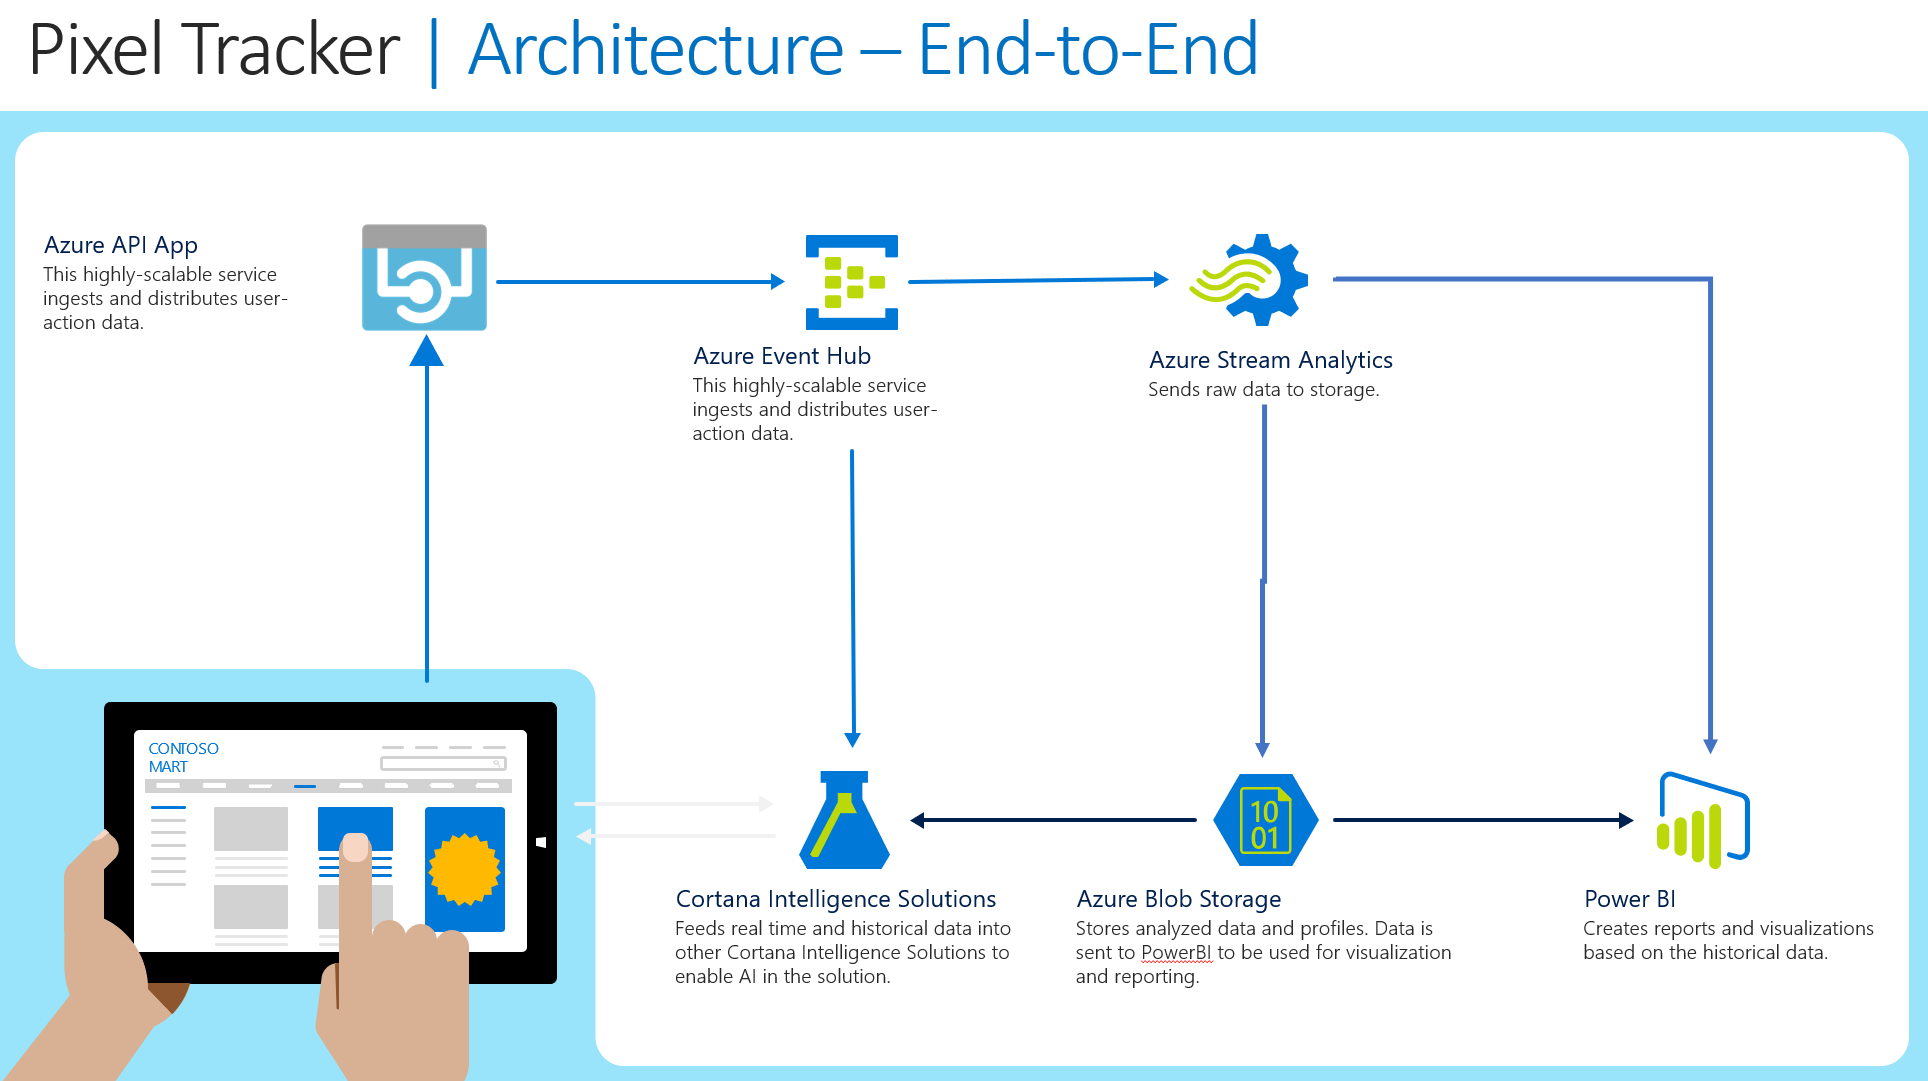 Pixel Tracker | Architecture – End-to-End
Azure API App
This highly-scalable service
ingests and distributes user-
action data.
Azure Event Hub
This highly-scalable service
ingests and distributes user-
action data.
Azure Stream Analytics
Sends raw data to storage.
CONTOSO
MART
10
01
Cortana Intelligence Solutions
Feeds real time and historical data into
other Cortana Intelligence Solutions to
enable AI in the solution.
Azure Blob Storage
Stores analyzed data and profiles. Data is
sent to PowerBI to be used for visualization
and reporting.
Power BI
Creates reports and visualizations
based on the historical data.